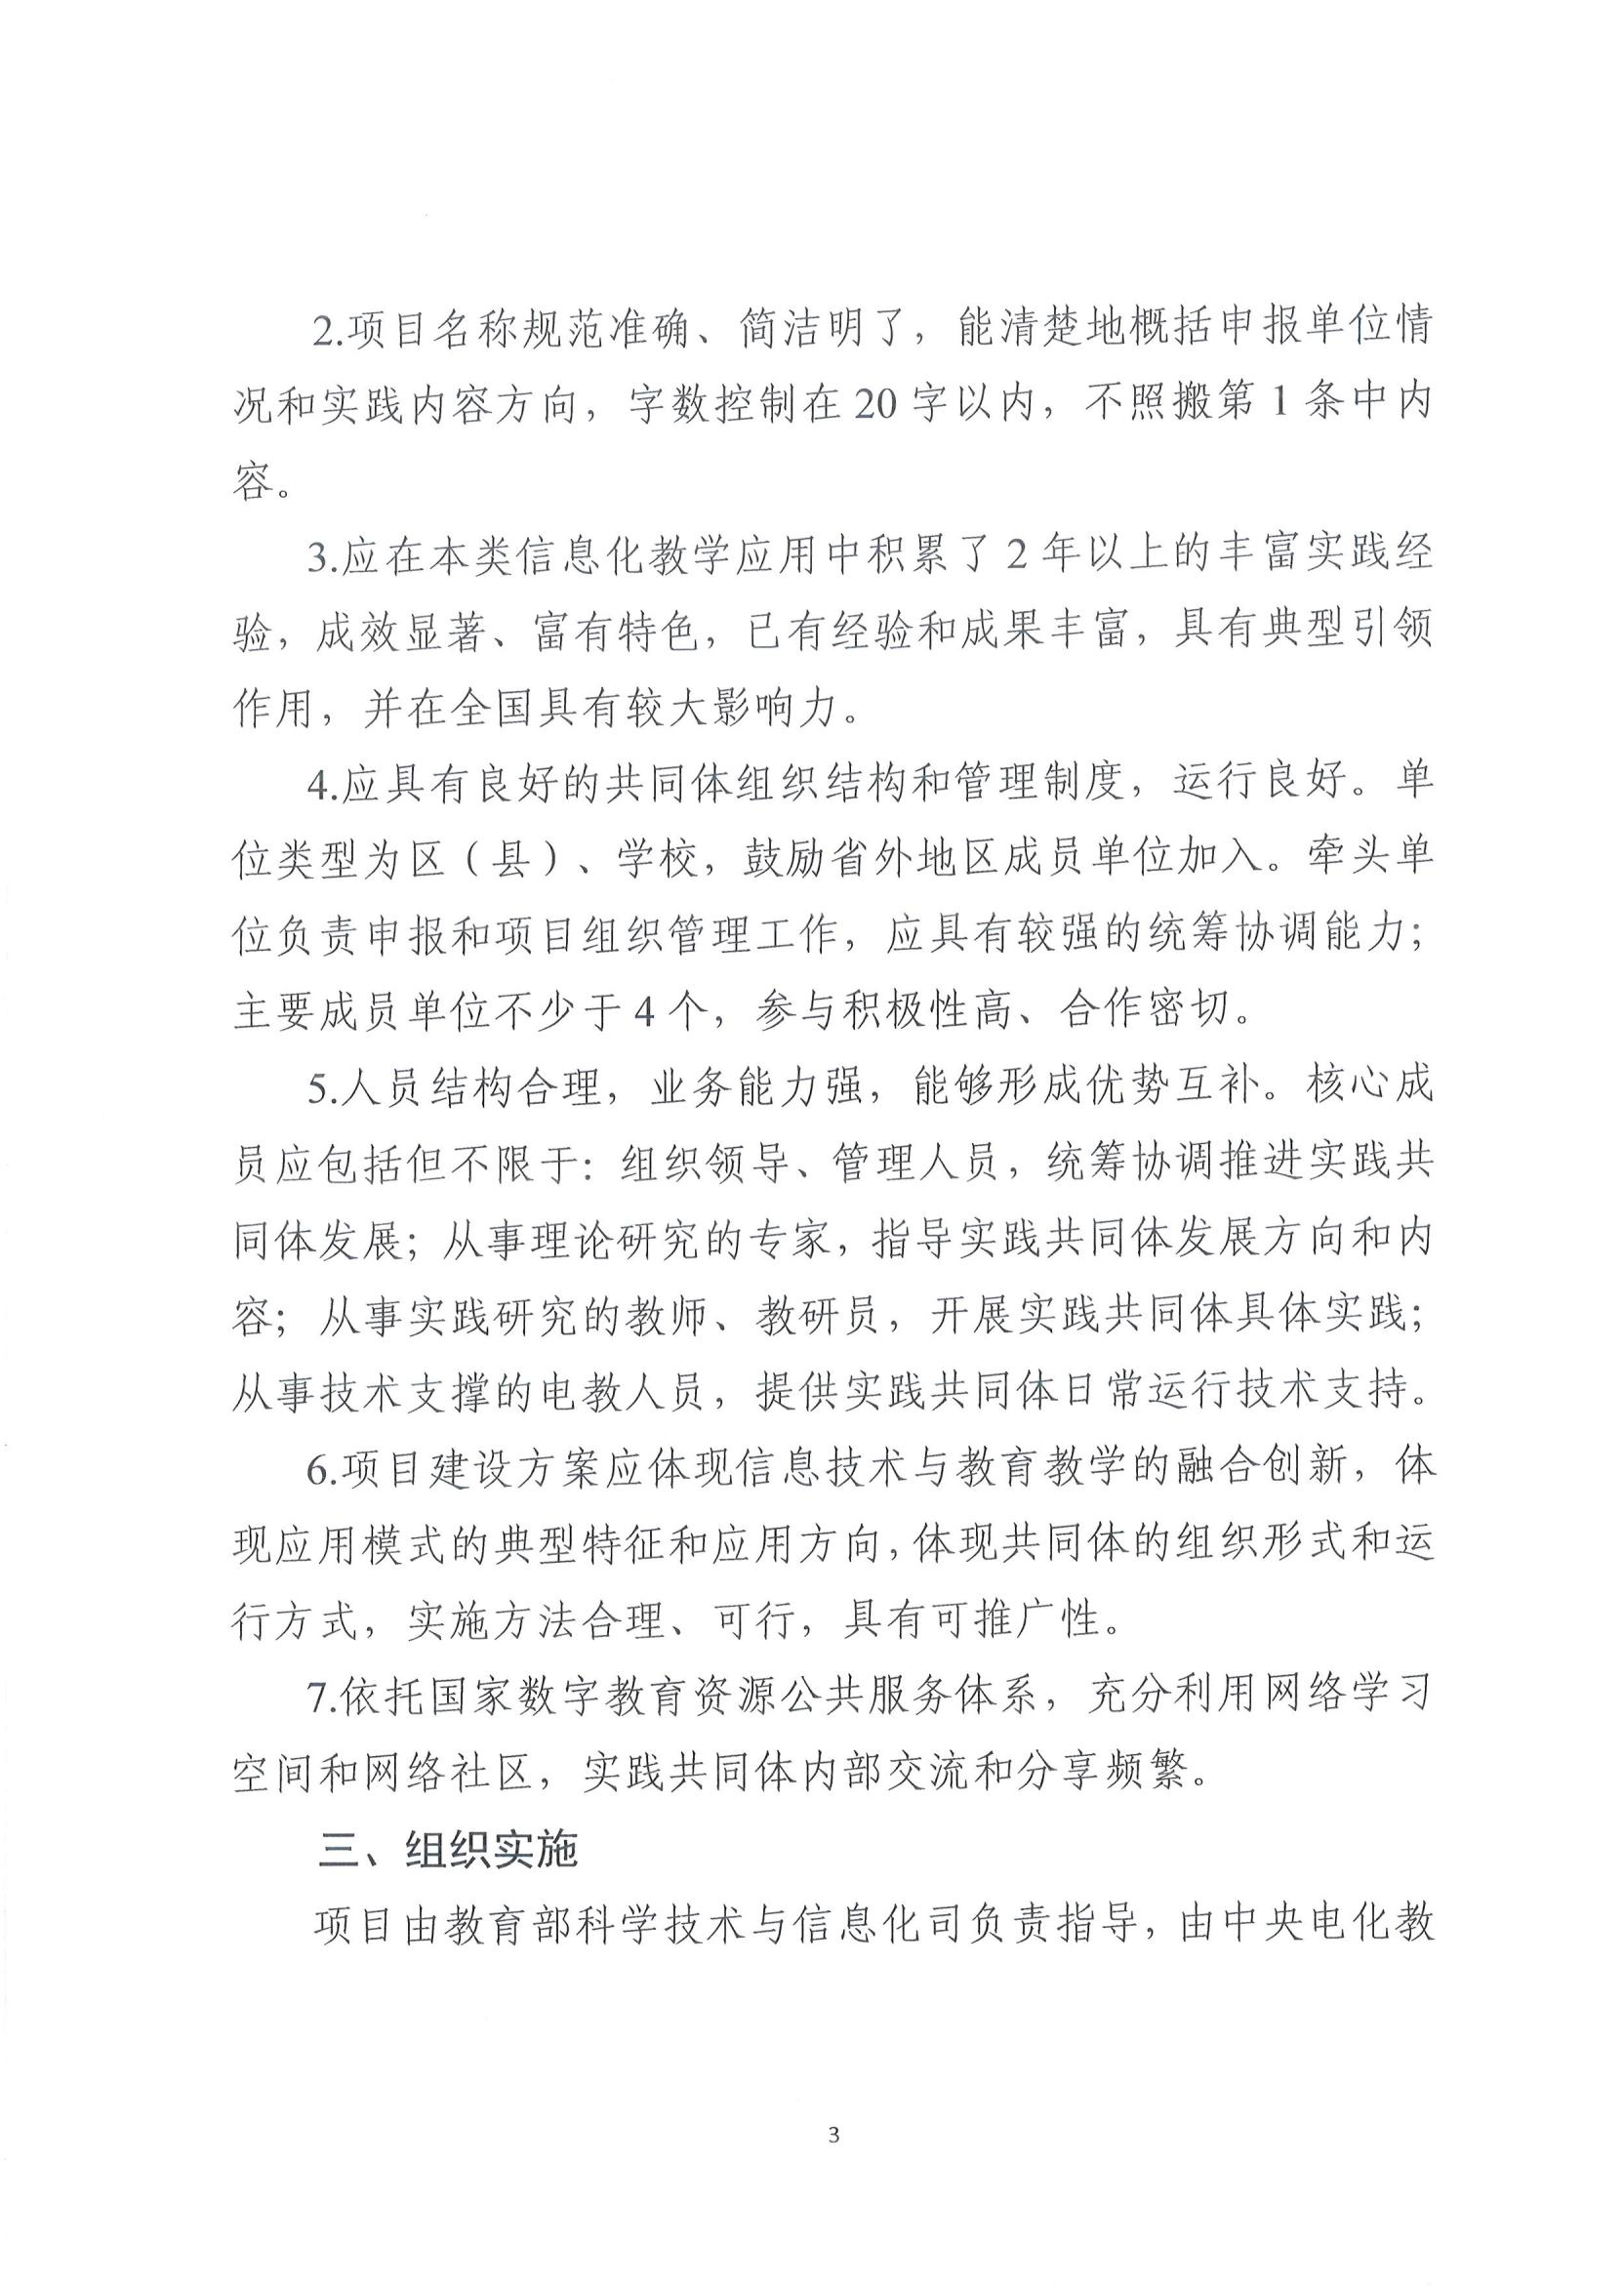 2.项目名称规范准确、简洁明了，能清楚地概括申报单位情
况和实践内容方向，字数控制在 20 字以内，不照搬第 1 条中内
容。
3.应在本类信息化教学应用中积累了 2 年以上的丰富实践经
验，成效显著、富有特色，已有经验和成果丰富，具有典型引领
作用，并在全国具有较大影响力。
4.应具有良好的共同体组织结构和管理制度，运行良好。单
位类型为区（县）、学校，鼓励省外地区成员单位加入。牵头单
位负责申报和项目组织管理工作，应具有较强的统筹协调能力；
主要成员单位不少于 4 个，参与积极性高、合作密切。
5.人员结构合理，业务能力强，能够形成优势互补。核心成
员应包括但不限于：组织领导、管理人员，统筹协调推进实践共
同体发展；从事理论研究的专家，指导实践共同体发展方向和内
容；从事实践研究的教师、教研员，开展实践共同体具体实践；
从事技术支撑的电教人员，提供实践共同体日常运行技术支持。
6.项目建设方案应体现信息技术与教育教学的融合创新，体
现应用模式的典型特征和应用方向，体现共同体的组织形式和运
行方式，实施方法合理、可行，具有可推广性。
7.依托国家数字教育资源公共服务体系，充分利用网络学习
空间和网络社区，实践共同体内部交流和分享频繁。
三、组织实施
项目由教育部科学技术与信息化司负责指导，由中央电化教
3